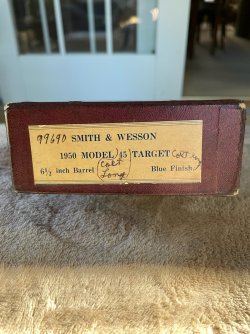 99690 SMITH & WESSON
1950 MODEL 45 TARGET Colt
(Colt
6½ inch Barrel Long) Blue Finish